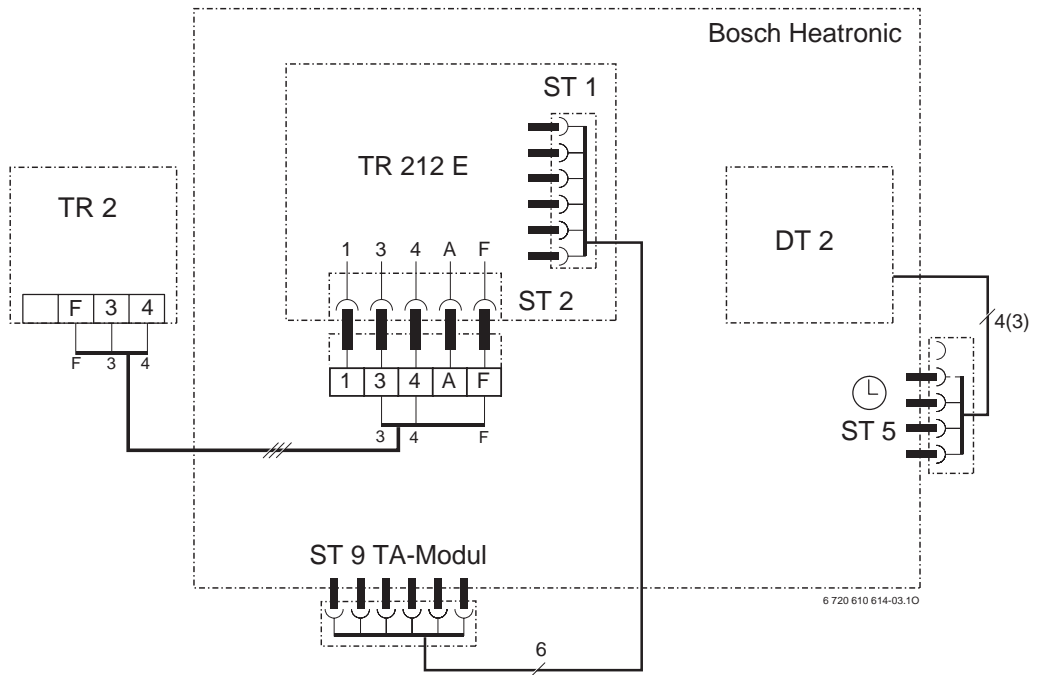 Bosch Heatronic
ST 1
TR 212 E
TR 2
DT 2
1 3 4 A F
ST 2
F 3 4
F 3 4
4(3)
1 3 4 A F
3 4 F
ST 5
ST 9 TA-Modul
6 720 610 614-03.1O
6